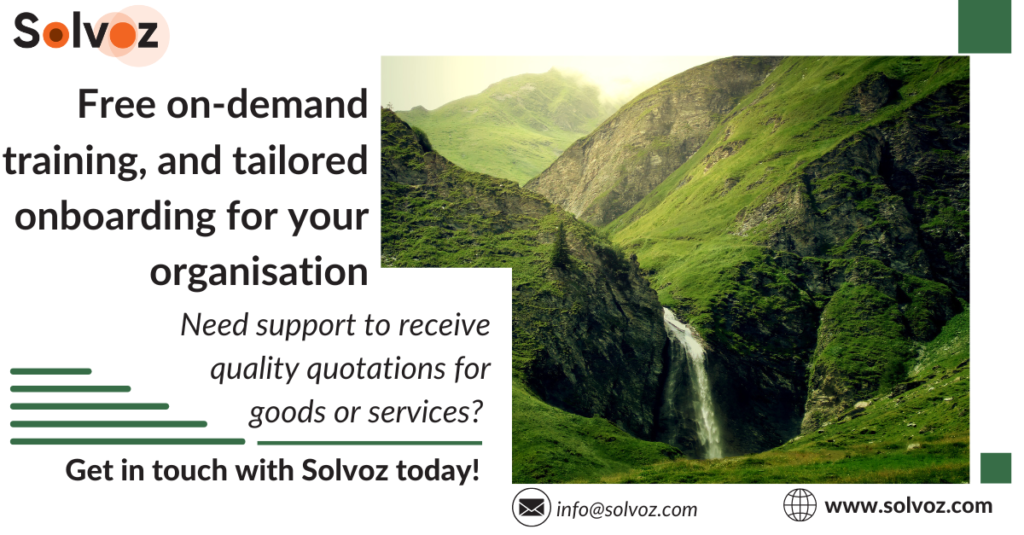 Solvoz
Free on-demand
training, and tailored
onboarding for your
organisation
Need support to receive
quality quotations for
goods or services?
Get in touch with Solvoz today!
info@solvoz.com
www.solvoz.com